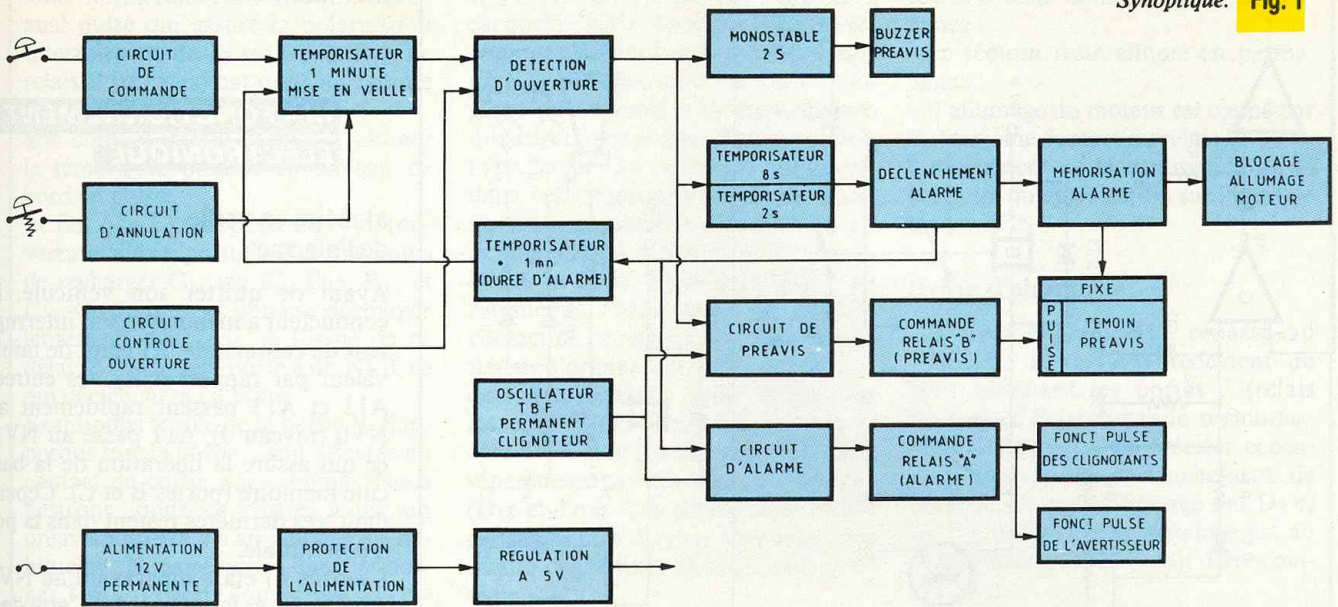 Synoptique. Fig. 1
CIRCUIT
DE
COMMANDE
TEMPORISATEUR
1 MINUTE
MISE EN VEILLE
DETECTION
D'OUVERTURE
MONOSTABLE
2 S
BUZZER
PREAVIS
CIRCUIT
D'ANNULATION
TEMPORISATEUR
8s
TEMPORISATEUR
2s
DECLENCHEMENT
ALARME
MEMORISATION
ALARME
BLOCAGE
ALLUMAGE
MOTEUR
TEMPORISATEUR
1mn
(DUREE D'ALARME)
CIRCUIT
CONTROLE
OUVERTURE
CIRCUIT DE
PREAVIS
COMMANDE
RELAIS "B"
(PREAVIS)
FIXE
PULSE
TEMOIN
PREAVIS
OSCILLATEUR
TBF
PERMANENT
CLIGNOTEUR
CIRCUIT
D'ALARME
COMMANDE
RELAIS "A"
(ALARME)
FONCT PULSE
DES CLIGNOTANTS
FONCT PULSE
DE L'AVERTISSEUR
ALIMENTATION
12 V
PERMANENTE
PROTECTION
DE
L'ALIMENTATION
REGULATION
A 5V